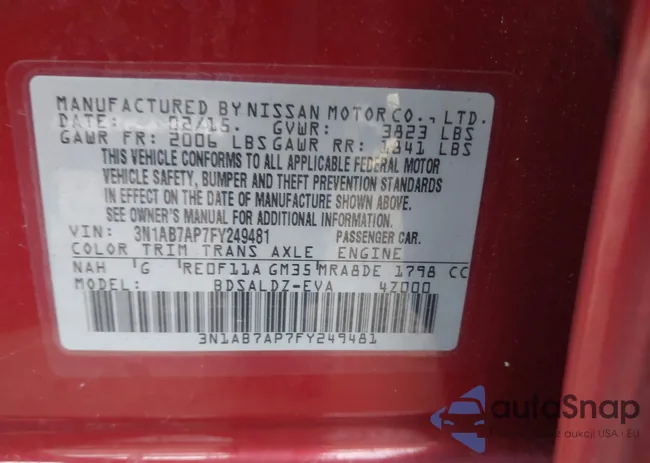 MANUFACTURED BY NISSAN MOTOR CO., LTD.
DATE: 02/15. GVWR: 3823 LBS
GAWR FR: 2006 LBS GAWR RR: 1841 LBS
THIS VEHICLE CONFORMS TO ALL APPLICABLE FEDERAL MOTOR
VEHICLE SAFETY, BUMPER AND THEFT PREVENTION STANDARDS
IN EFFECT ON THE DATE OF MANUFACTURE SHOWN ABOVE.
SEE OWNER'S MANUAL FOR ADDITIONAL INFORMATION.
VIN: 3N1AB7AP7FY249481 PASSENGER CAR.
COLOR TRIM TRANS AXLE ENGINE
NAH G RE0F11A GM35 MRA8DE 1798 CC
MODEL: BDSALDZ-EVA 47000
3N1AB7AP7FY249481
autoSnap
aukcji USA i EU